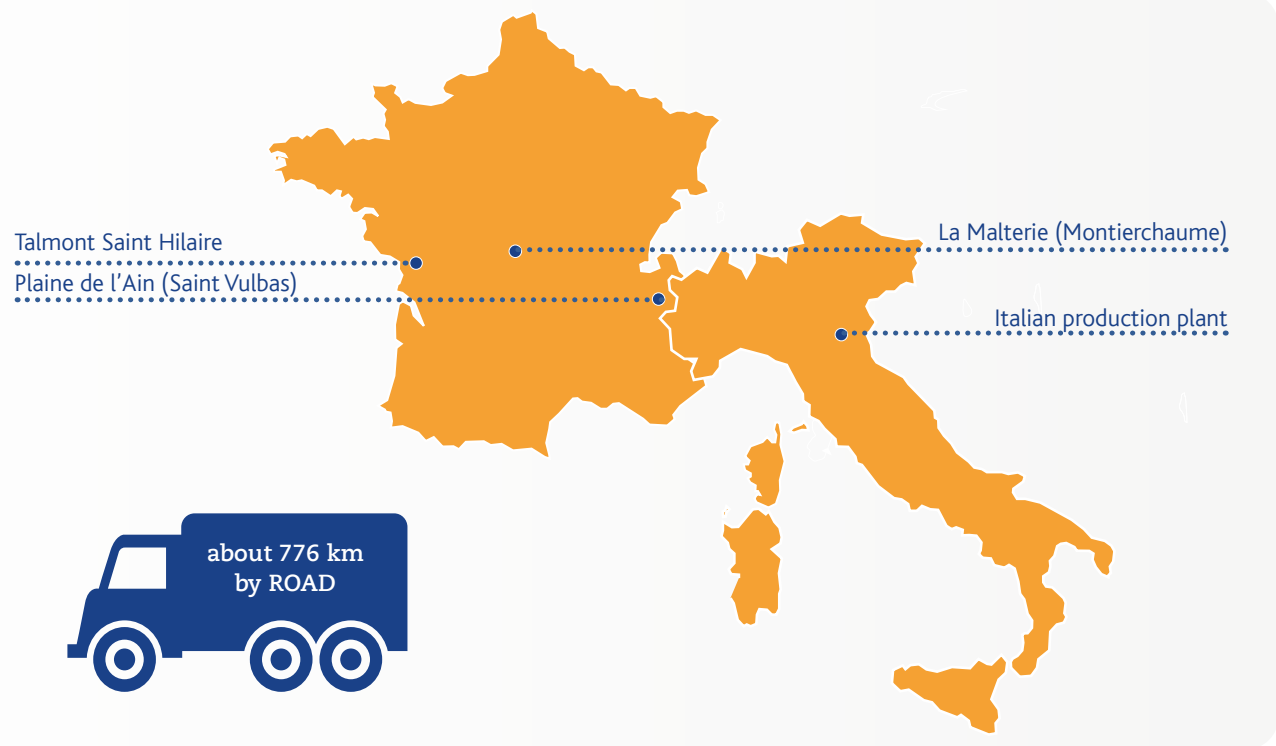 Talmont Saint Hilaire
Plaine de l'Ain (Saint Vulbas)
La Malterie (Montierchaume)
Italian production plant
about 776 km
by ROAD